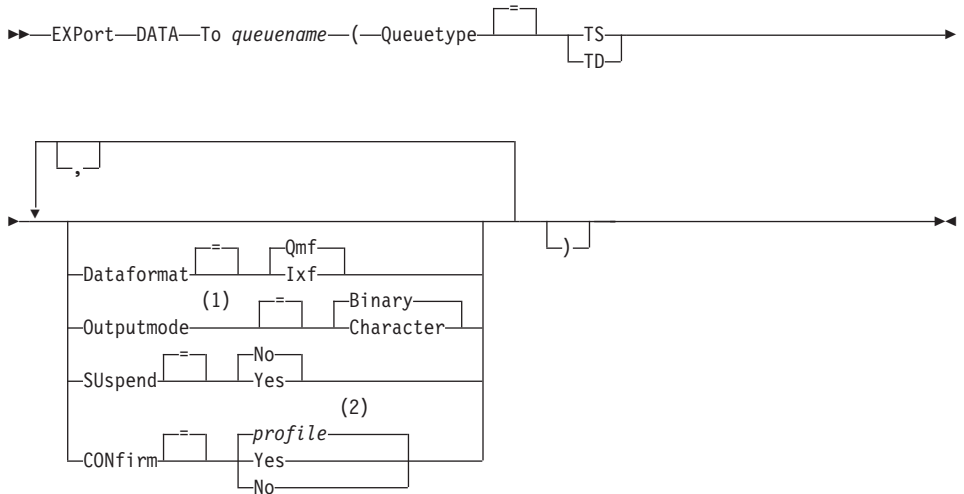 EXPort DATA To queuename ( Queuetype = TS
TD
,
Dataformat = Qmf
Ixf
(1)
Outputmode = Binary
Character
SUspend = No
Yes
(2)
CONfirm = profile
Yes
No
)